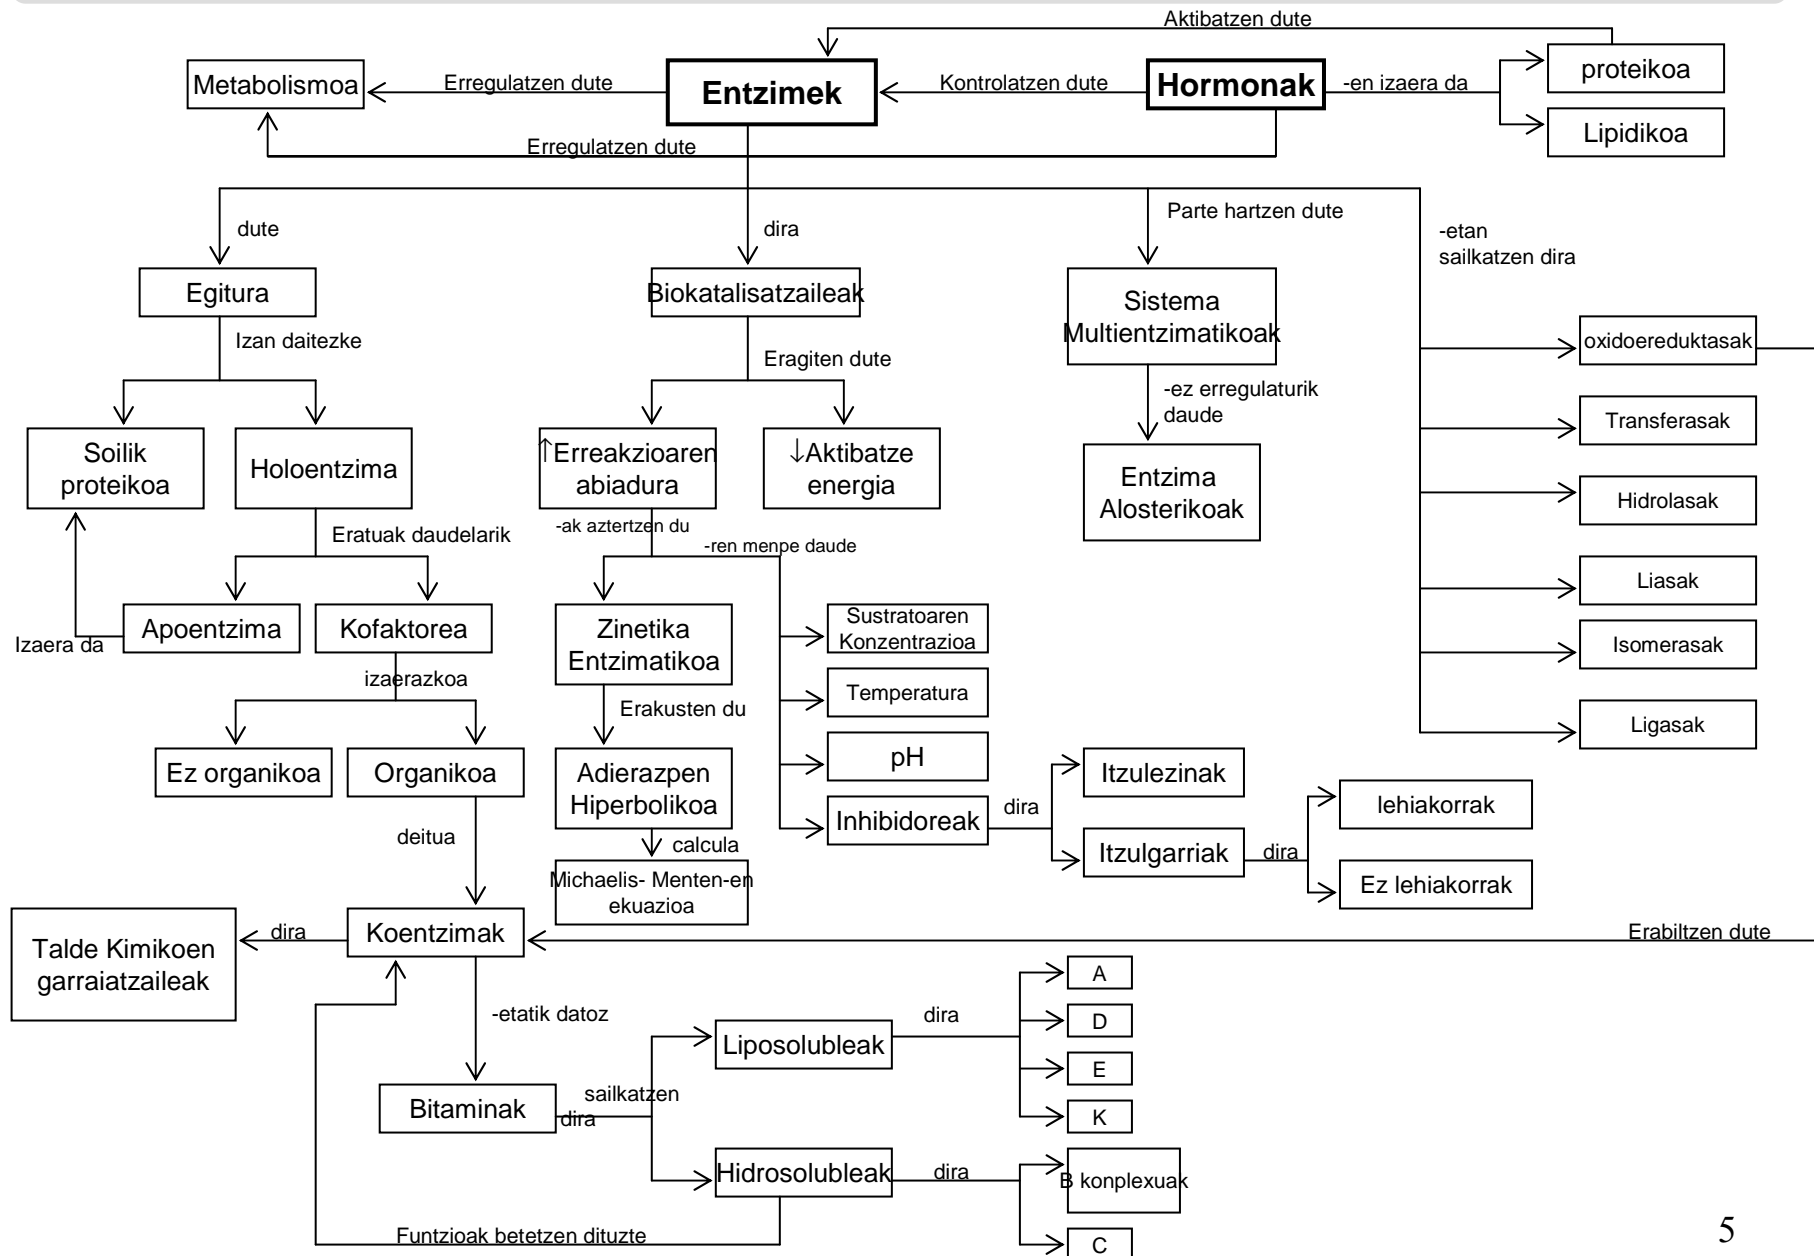 Aktibatzen dute
Metabolismoa
Erregulatzen dute
Entzimek
Kontrolatzen dute
Hormonak
-en izaera da
proteikoa
Lipidikoa
Erregulatzen dute
dute
dira
Parte hartzen dute
-etan
sailkatzen dira
Egitura
Biokatalisatzaileak
Sistema
Multientzimatikoak
Izan daitezke
Eragiten dute
-ez erregulaturik
daude
oxidoereduktasak
Transferasak
Hidrolasak
Liasak
Isomerasak
Ligasak
Soilik
proteikoa
Holoentzima
↑Erreakzioaren
abiadura
↓Aktibatze
energia
Entzima
Alosterikoak
Eratuak daudelarik
-ak aztertzen du
-ren menpe daude
Izaera da
Apoentzima
Kofaktorea
Zinetika
Entzimatikoa
Sustratoaren
Konzentrazioa
Temperatura
pH
Inhibidoreak
izaerazkoa
Erakusten du
Ez organikoa
Organikoa
Adierazpen
Hiperbolikoa
dira
Itzulezinak
Itzulgarriak
dira
lehiakorrak
Ez lehiakorrak
deitua
calcula
Michaelis- Menten-en
ekuazioa
Talde Kimikoen
garraiatzaileak
dira
Koentzimak
Erabiltzen dute
-etatik datoz
Bitaminak
sailkatzen
dira
Liposolubleak
dira
A
D
E
K
Hidrosolubleak
dira
B konplexuak
C
Funtzioak betetzen dituzte
5